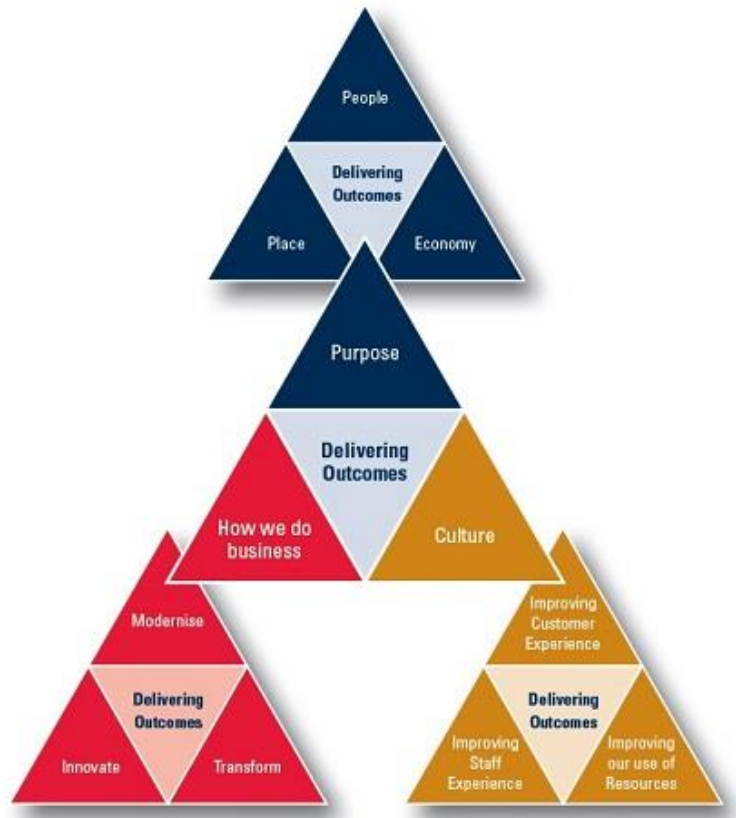 People
Delivering
Outcomes
Place
Economy
Purpose
Delivering
Outcomes
How we do
business
Culture
Modernise
Delivering
Outcomes
Innovate
Transform
Improving
Customer
Experience
Delivering
Outcomes
Improving
Staff
Experience
Improving
our use of
Resources